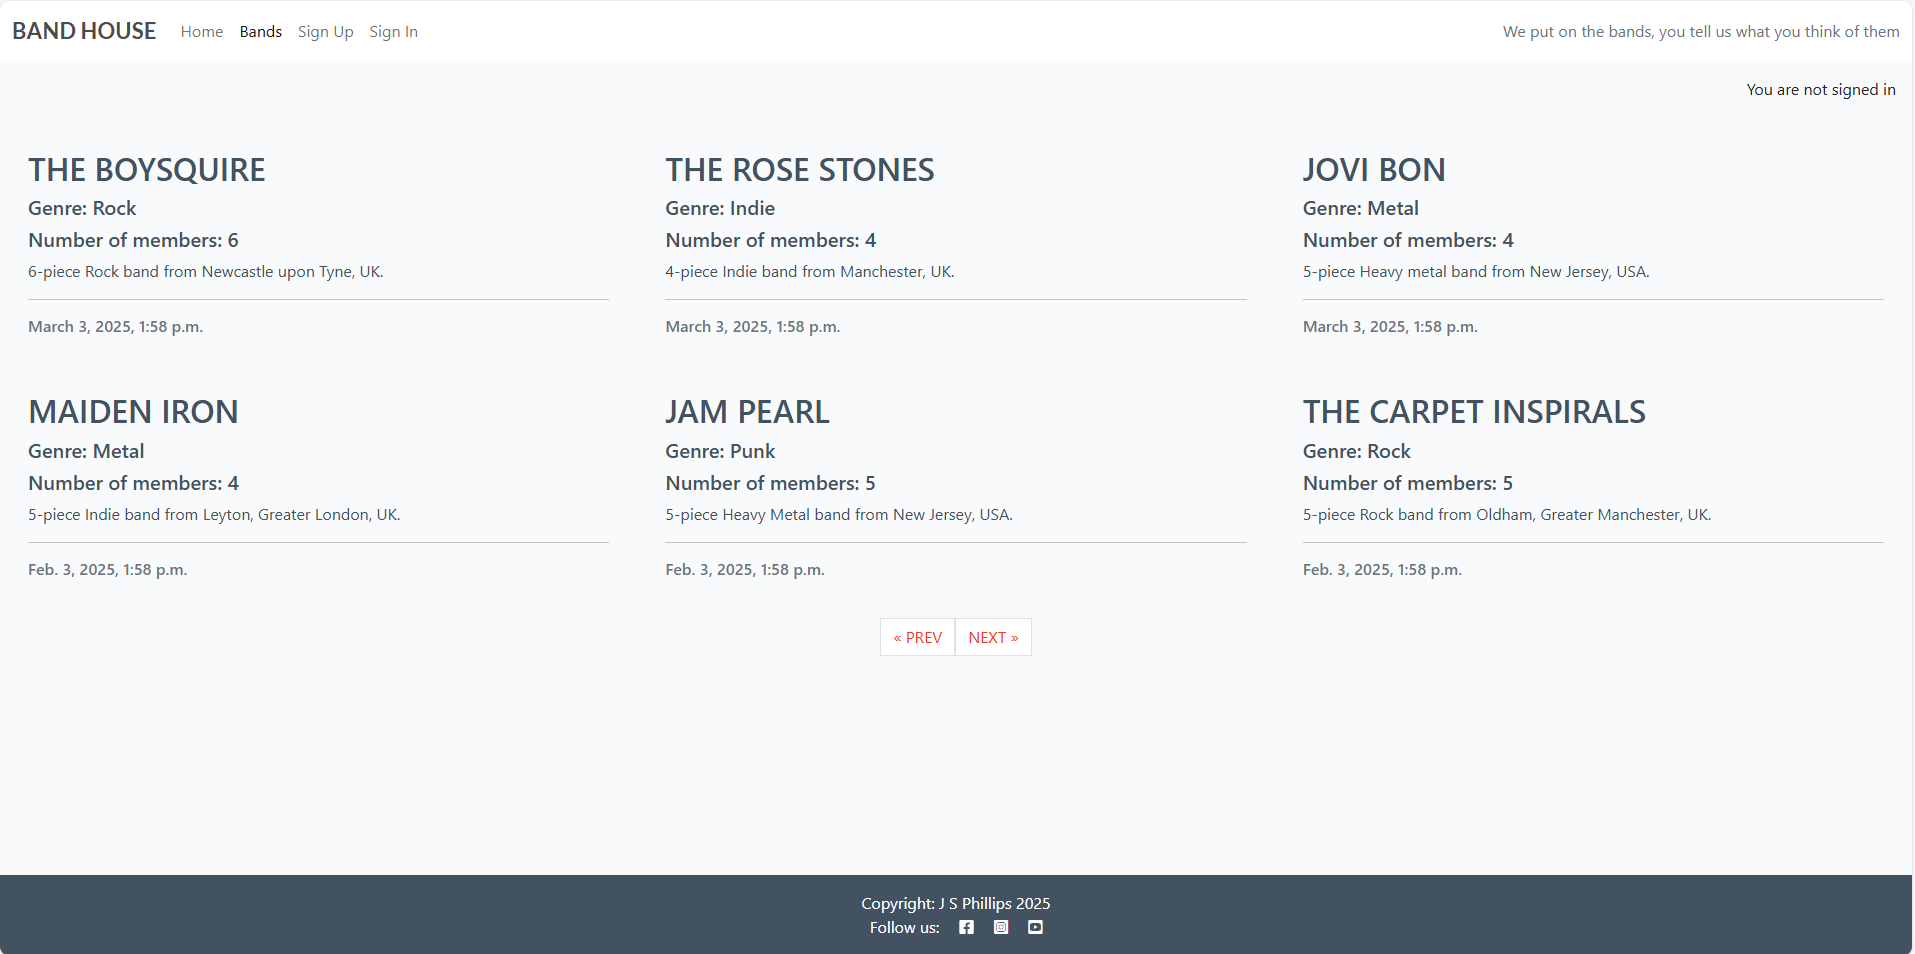 BAND HOUSE Home Bands Sign Up Sign In We put on the bands, you tell us what you think of them
You are not signed in
THE BOYSQUIRE
Genre: Rock
Number of members: 6
6-piece Rock band from Newcastle upon Tyne, UK.
March 3, 2025, 1:58 p.m.
THE ROSE STONES
Genre: Indie
Number of members: 4
4-piece Indie band from Manchester, UK.
March 3, 2025, 1:58 p.m.
JOVI BON
Genre: Metal
Number of members: 4
5-piece Heavy metal band from New Jersey, USA.
March 3, 2025, 1:58 p.m.
MAIDEN IRON
Genre: Metal
Number of members: 4
5-piece Indie band from Leyton, Greater London, UK.
Feb. 3, 2025, 1:58 p.m.
JAM PEARL
Genre: Punk
Number of members: 5
5-piece Heavy Metal band from New Jersey, USA.
Feb. 3, 2025, 1:58 p.m.
THE CARPET INSPIRALS
Genre: Rock
Number of members: 5
5-piece Rock band from Oldham, Greater Manchester, UK.
Feb. 3, 2025, 1:58 p.m.
« PREV NEXT »
Copyright: J S Phillips 2025
Follow us: